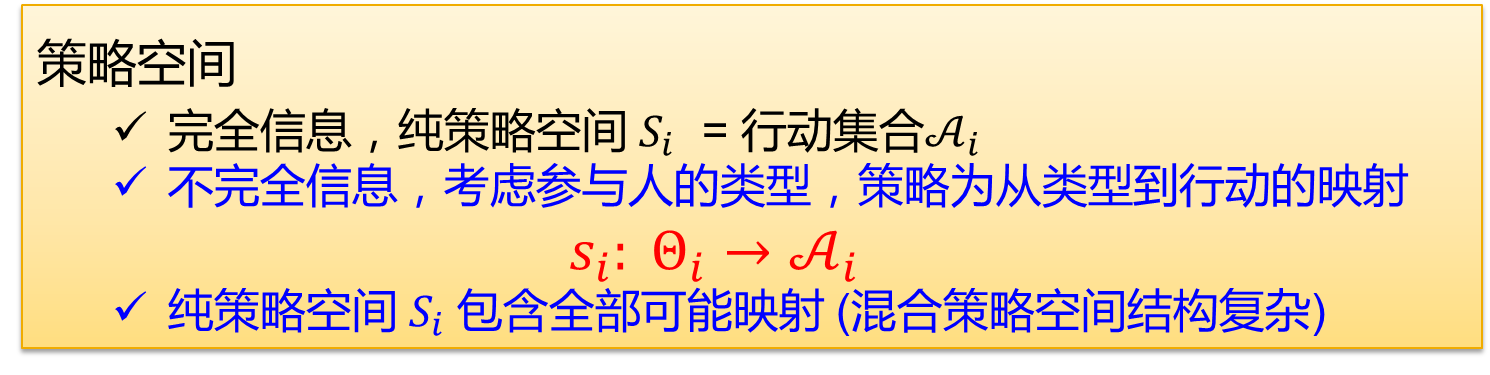 策略空间
✓ 完全信息，纯策略空间 𝑆𝑖 = 行动集合𝒜𝑖
✓ 不完全信息，考虑参与人的类型，策略为从类型到行动的映射
𝑠𝑖: Θ𝑖 → 𝒜𝑖
✓ 纯策略空间 𝑆𝑖 包含全部可能映射 (混合策略空间结构复杂)